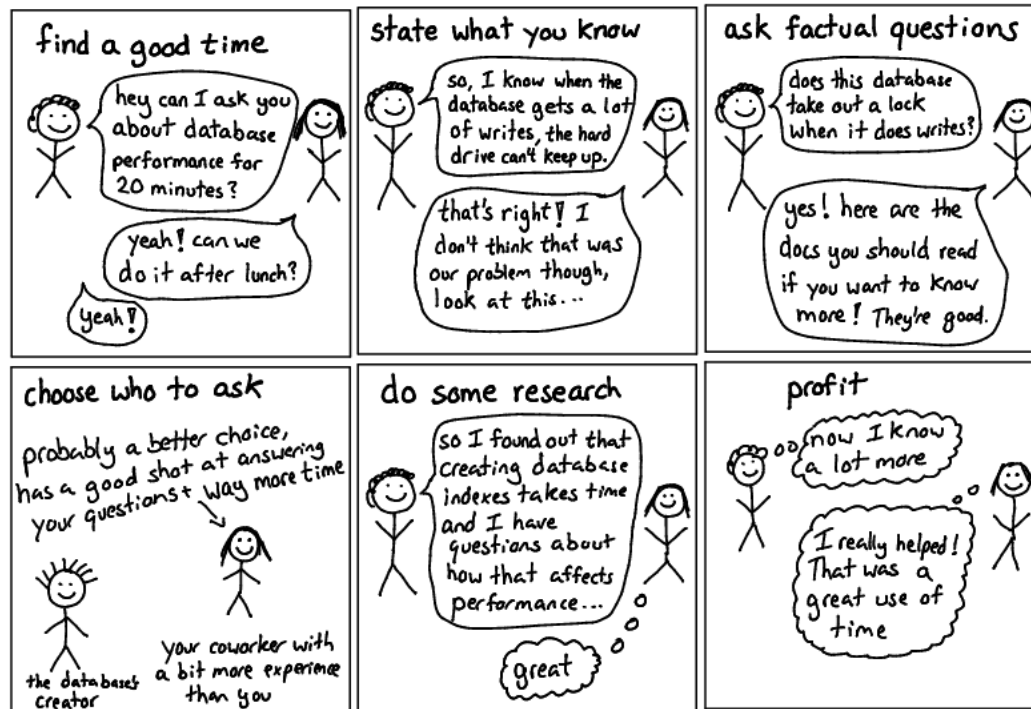 find a good time
hey can I ask you
about database
performance for
20 minutes?
yeah! can we
do it after lunch?
yeah!
state what you know
so, I know when the
database gets a lot
of writes, the hard
drive can't keep up.
that's right! I
don't think that was
our problem though,
look at this...
ask factual questions
does this database
take out a lock
when it does writes?
yes! here are the
docs you should read
if you want to know
more! They're good.
choose who to ask
probably a better choice,
has a good shot at answering
your questions + way more time
the database's
creator
your coworker with
a bit more experience
than you
do some research
so I found out that
creating database
indexes takes time
and I have
questions about
how that affects
performance...
great
profit
now I know
a lot more
I really helped!
That was a
great use of
time